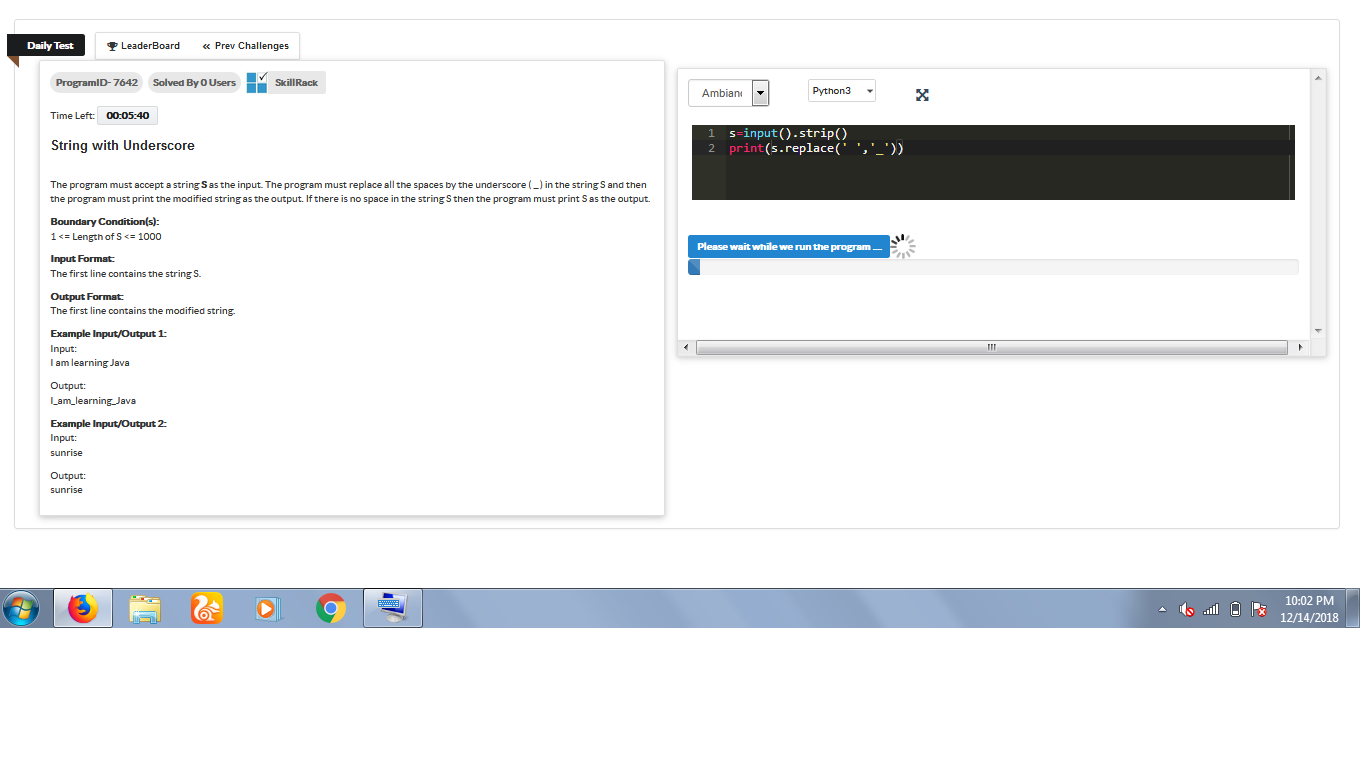 Daily Test
LeaderBoard
Prev Challenges
ProgramID- 7642
Solved By 0 Users
SkillRack
Time Left: 00:05:40
String with Underscore
The program must accept a string S as the input. The program must replace all the spaces by the underscore ( _ ) in the string S and then
the program must print the modified string as the output. If there is no space in the string S then the program must print S as the output.
Boundary Condition(s):
1 <= Length of S <= 1000
Input Format:
The first line contains the string S.
Output Format:
The first line contains the modified string.
Example Input/Output 1:
Input:
I am learning Java
Output:
I_am_learning_Java
Example Input/Output 2:
Input:
sunrise
Output:
sunrise
Ambian
Python3
1 s=input().strip()
2 print(s.replace(' ','_'))
Please wait while we run the program ....
10:02 PM
12/14/2018